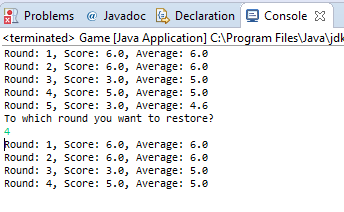 Problems @ Javadoc Declaration Console
<terminated> Game [Java Application] C:\Program Files\Java\jdk
Round: 1, Score: 6.0, Average: 6.0
Round: 2, Score: 6.0, Average: 6.0
Round: 3, Score: 3.0, Average: 5.0
Round: 4, Score: 5.0, Average: 5.0
Round: 5, Score: 3.0, Average: 4.6
To which round you want to restore?
4
Round: 1, Score: 6.0, Average: 6.0
Round: 2, Score: 6.0, Average: 6.0
Round: 3, Score: 3.0, Average: 5.0
Round: 4, Score: 5.0, Average: 5.0